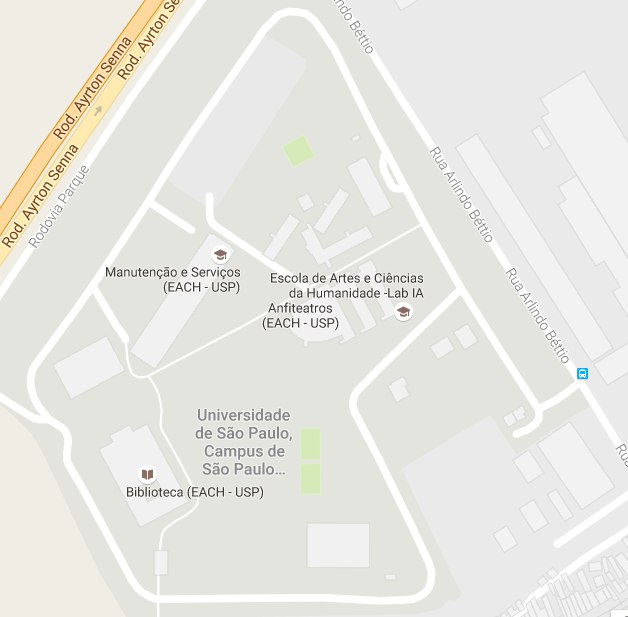 Rua Arlindo Béttio
Rod. Ayrton Senna
Rod. Ayrton Senna
Rod. Ayrton Senna
Rodovia Parque
Rua Arlindo Béttio
Manutenção e Serviços
(EACH - USP)
Escola de Artes e Ciências
da Humanidade -Lab IA
Anfiteatros
(EACH - USP)
Rua Arlindo Béttio
Universidade
de São Paulo,
Campus de
São Paulo...
Biblioteca (EACH - USP)